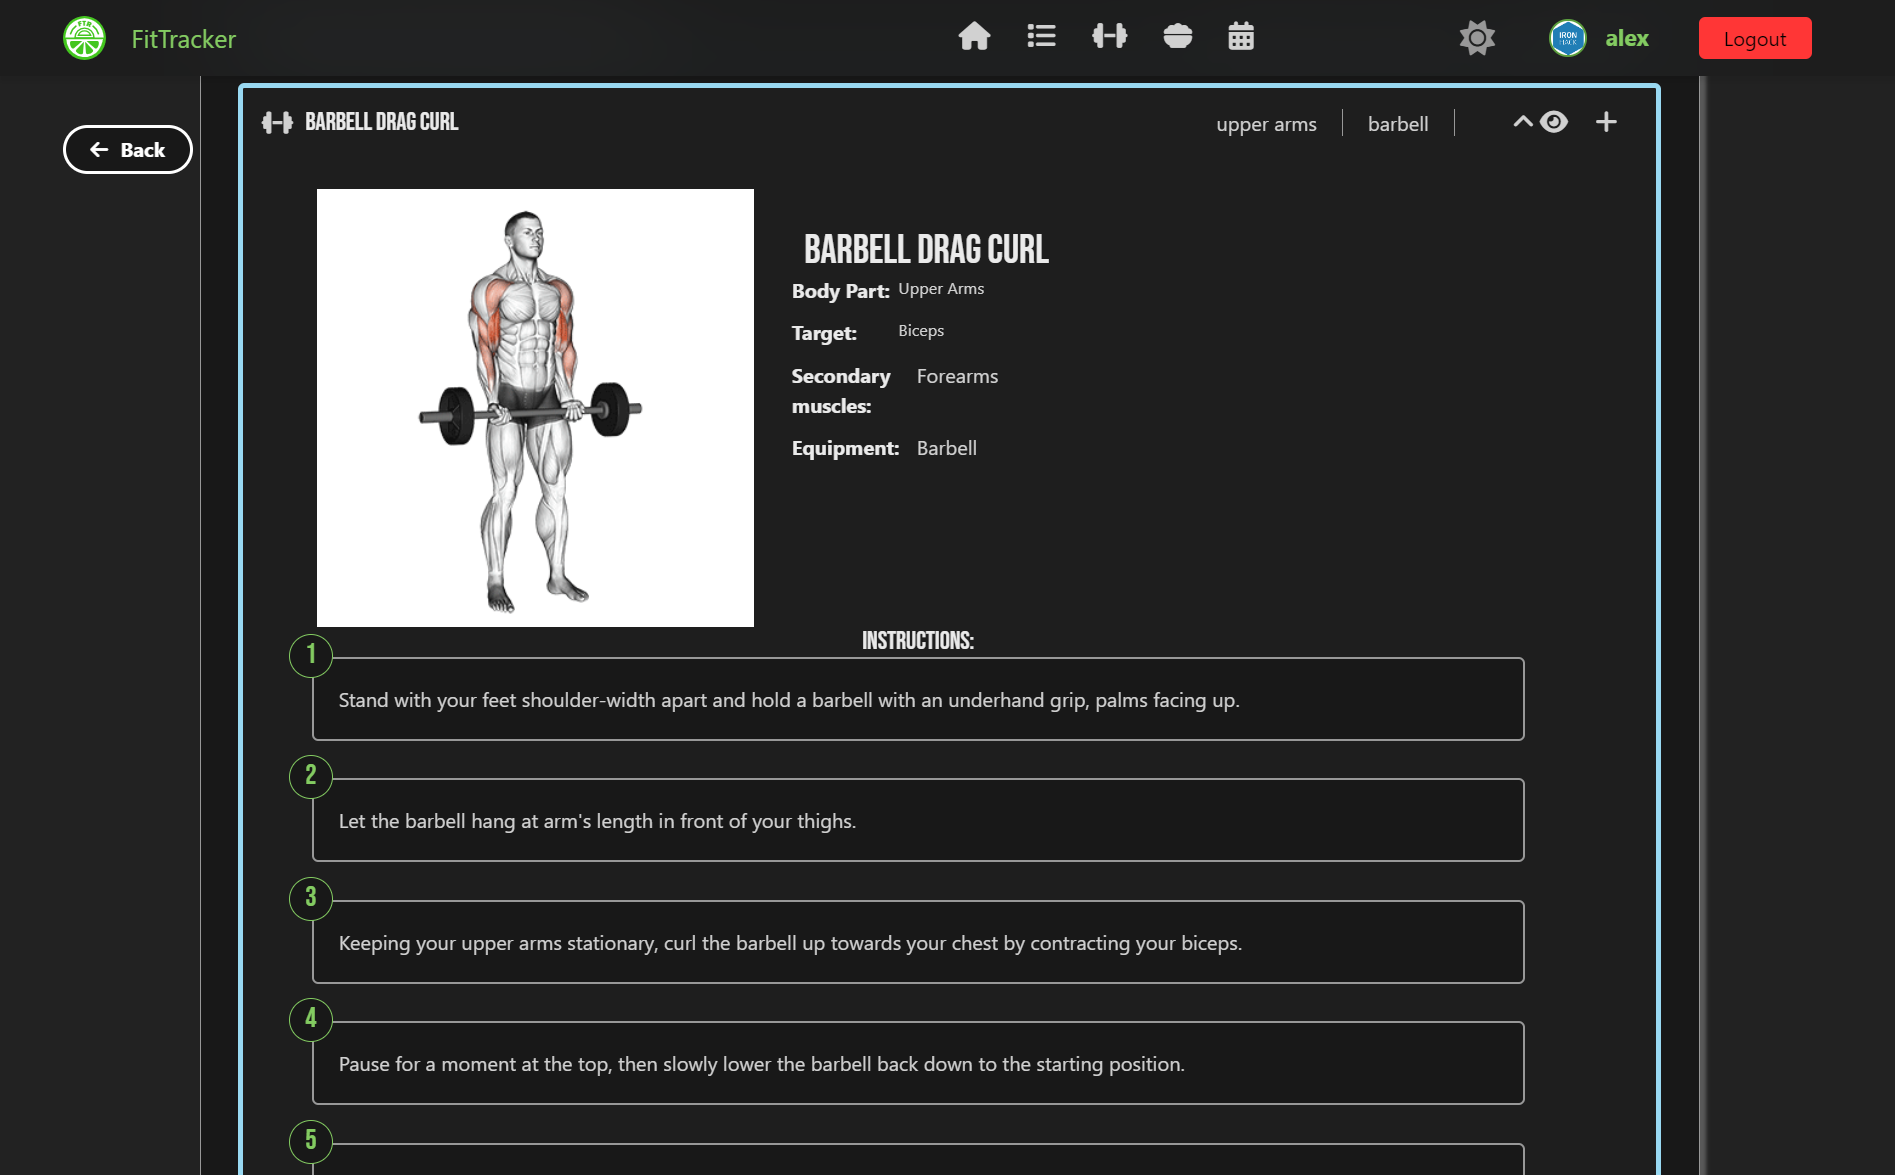 FitTracker
alex
Logout
Back
BARBELL DRAG CURL
upper arms
barbell
BARBELL DRAG CURL
Body Part: Upper Arms
Target: Biceps
Secondary muscles: Forearms
Equipment: Barbell
INSTRUCTIONS:
1
Stand with your feet shoulder-width apart and hold a barbell with an underhand grip, palms facing up.
2
Let the barbell hang at arm's length in front of your thighs.
3
Keeping your upper arms stationary, curl the barbell up towards your chest by contracting your biceps.
4
Pause for a moment at the top, then slowly lower the barbell back down to the starting position.
5